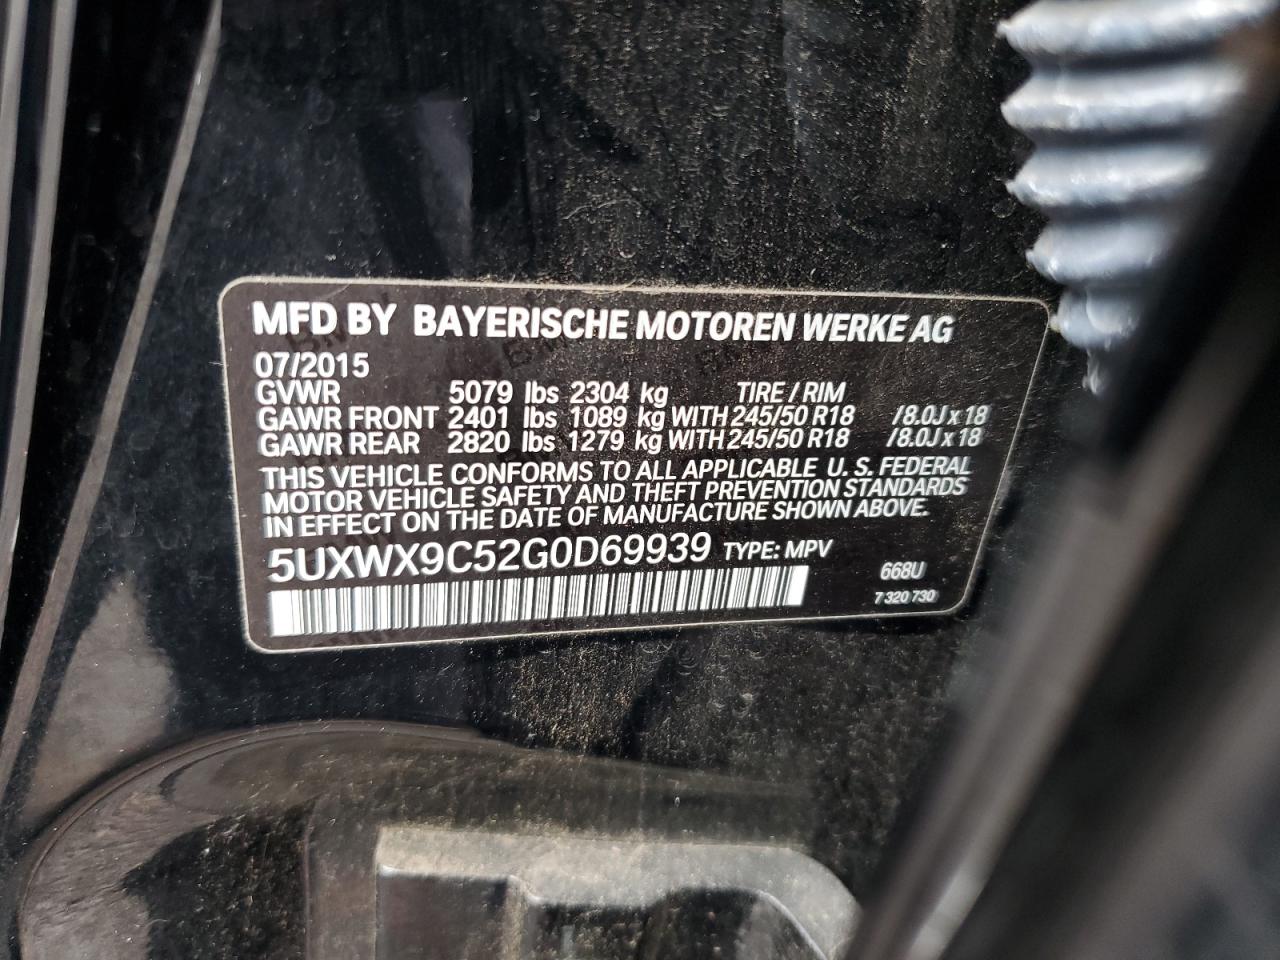 MFD BY BAYERISCHE MOTOREN WERKE AG
07/2015
GVWR 5079 lbs 2304 kg TIRE / RIM
GAWR FRONT 2401 lbs 1089 kg WITH 245/50 R18 /8.0J x 18
GAWR REAR 2820 lbs 1279 kg WITH 245/50 R18 /8.0J x 18
THIS VEHICLE CONFORMS TO ALL APPLICABLE U. S. FEDERAL
MOTOR VEHICLE SAFETY AND THEFT PREVENTION STANDARDS
IN EFFECT ON THE DATE OF MANUFACTURE SHOWN ABOVE.
5UXWX9C52G0D69939 TYPE: MPV
668U
7 320 730